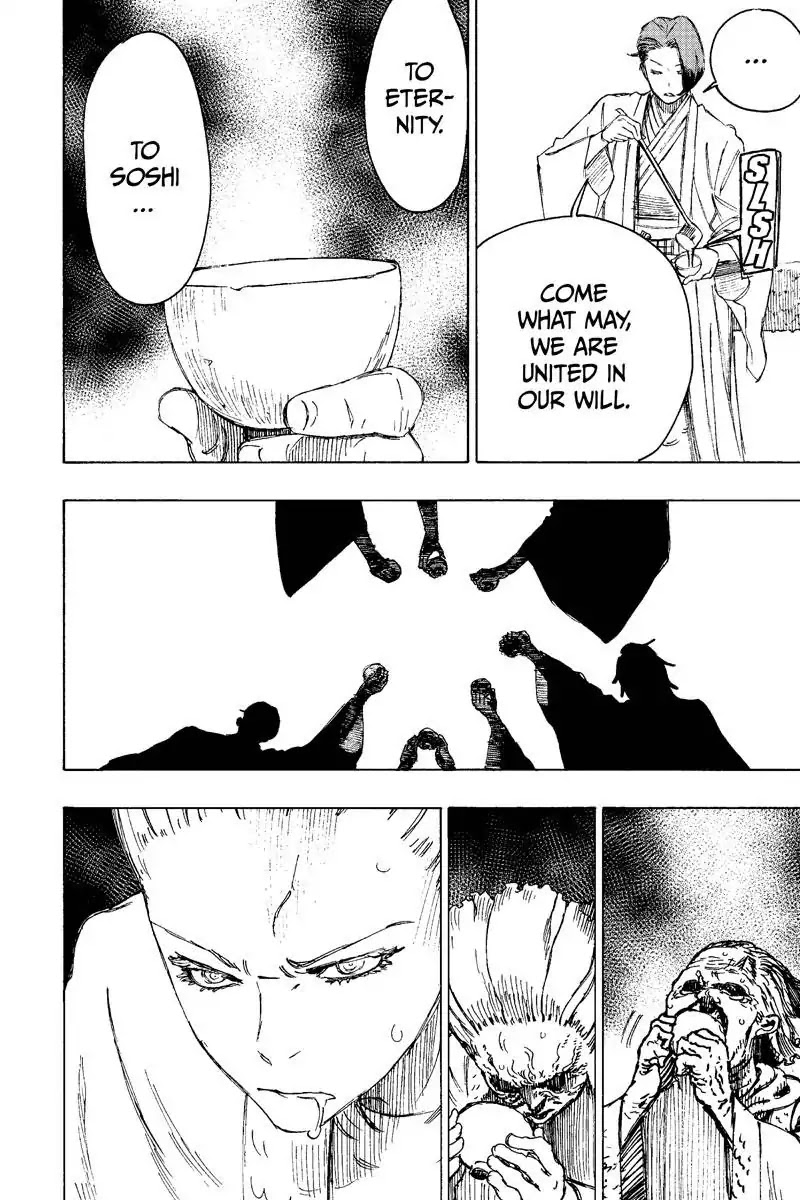 ...
SLSH
COME
WHAT MAY,
WE ARE
UNITED IN
OUR WILL.
TO
ETER-
NITY.
TO
SOSHI
...